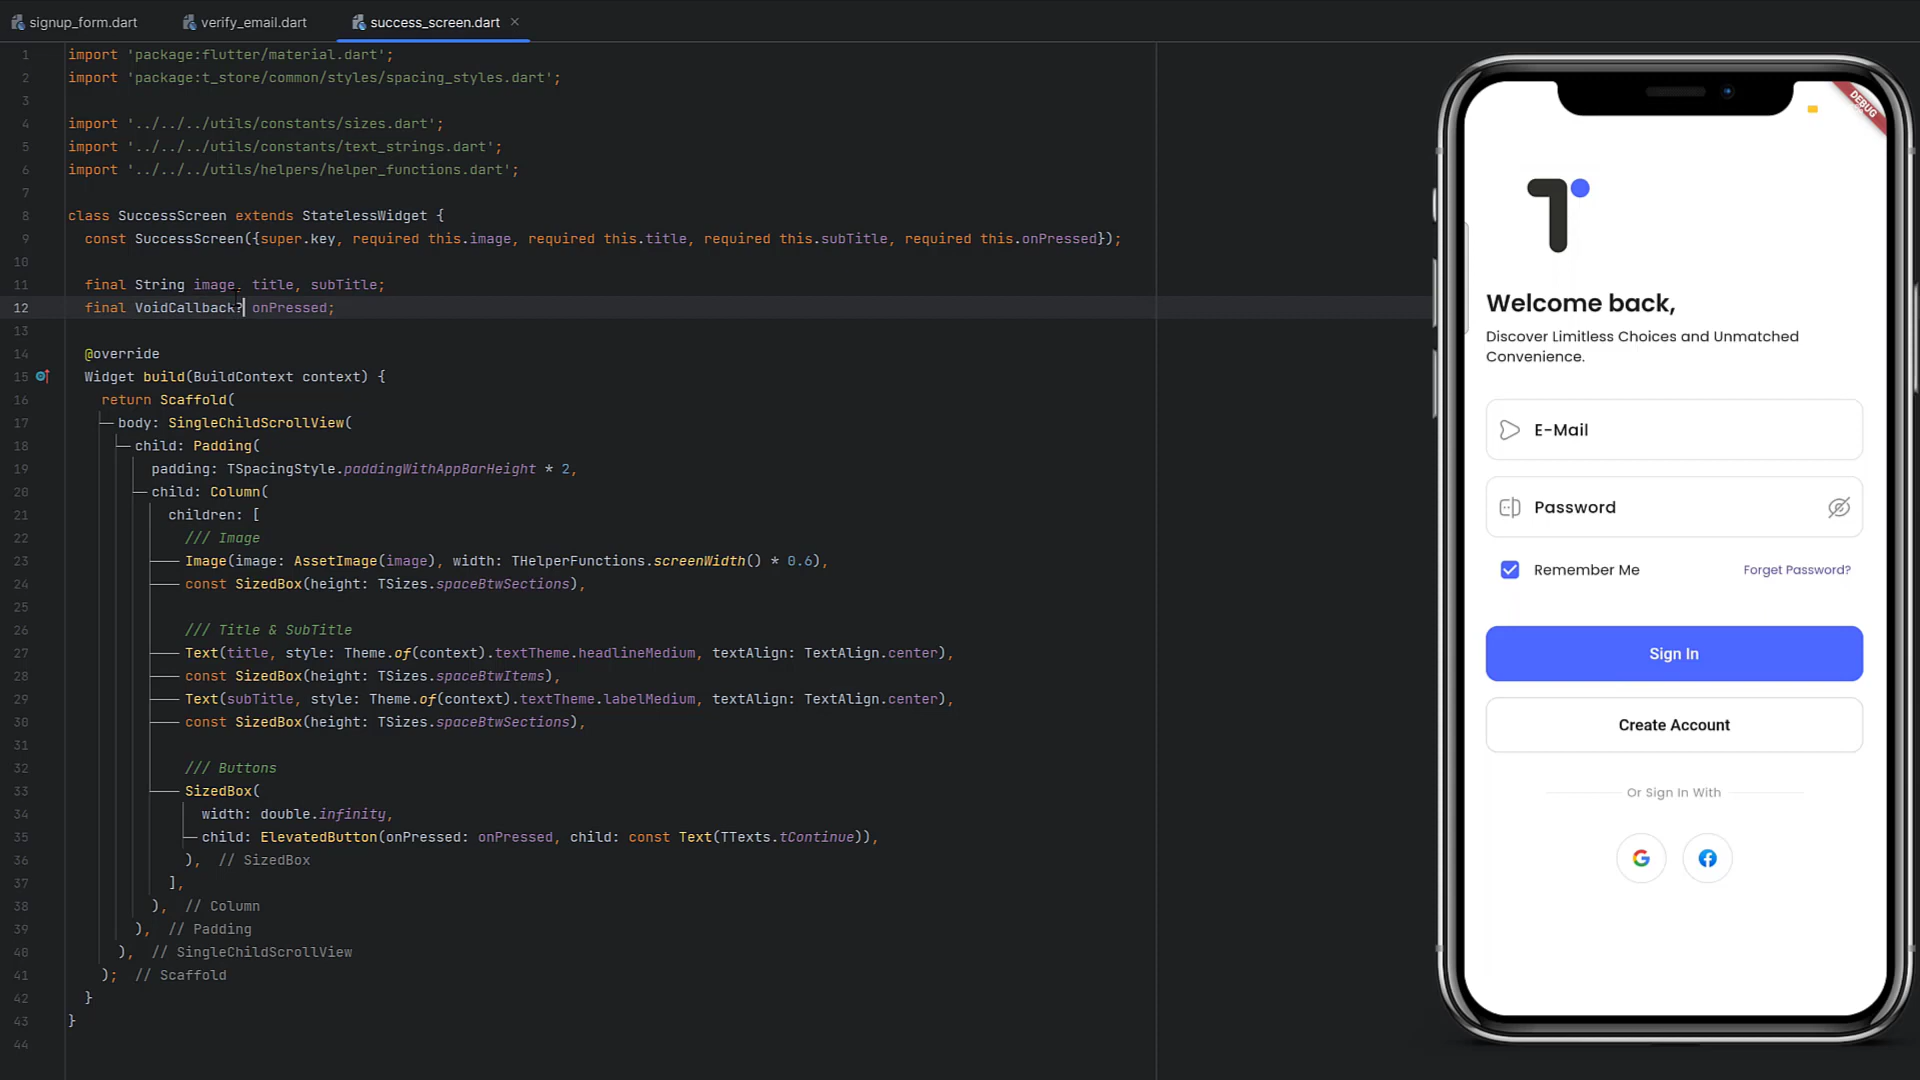 signup_form.dart
verify_email.dart
success_screen.dart
1 import 'package:flutter/material.dart';
2 import 'package:t_store/common/styles/spacing_styles.dart';
3
4 import '../../../utils/constants/sizes.dart';
5 import '../../../utils/constants/text_strings.dart';
6 import '../../../utils/helpers/helper_functions.dart';
7
8 class SuccessScreen extends StatelessWidget {
9 const SuccessScreen({super.key, required this.image, required this.title, required this.subTitle, required this.onPressed});
10
11 final String image, title, subTitle;
12 final VoidCallback? onPressed;
13
14 @override
15 Widget build(BuildContext context) {
16 return Scaffold(
17 body: SingleChildScrollView(
18 child: Padding(
19 padding: TSpacingStyle.paddingWithAppBarHeight * 2,
20 child: Column(
21 children: [
22 /// Image
23 Image(image: AssetImage(image), width: THelperFunctions.screenWidth() * 0.6),
24 const SizedBox(height: TSizes.spaceBtwSections),
25
26 /// Title & SubTitle
27 Text(title, style: Theme.of(context).textTheme.headlineMedium, textAlign: TextAlign.center),
28 const SizedBox(height: TSizes.spaceBtwItems),
29 Text(subTitle, style: Theme.of(context).textTheme.labelMedium, textAlign: TextAlign.center),
30 const SizedBox(height: TSizes.spaceBtwSections),
31
32 /// Buttons
33 SizedBox(
34 width: double.infinity,
35 child: ElevatedButton(onPressed: onPressed, child: const Text(TTexts.tContinue)),
36 ), // SizedBox
37 ],
38 ), // Column
39 ), // Padding
40 ), // SingleChildScrollView
41 ); // Scaffold
42 }
43 }
44
DEBUG
Welcome back,
Discover Limitless Choices and Unmatched
Convenience.
E-Mail
Password
Remember Me
Forget Password?
Sign In
Create Account
Or Sign In With